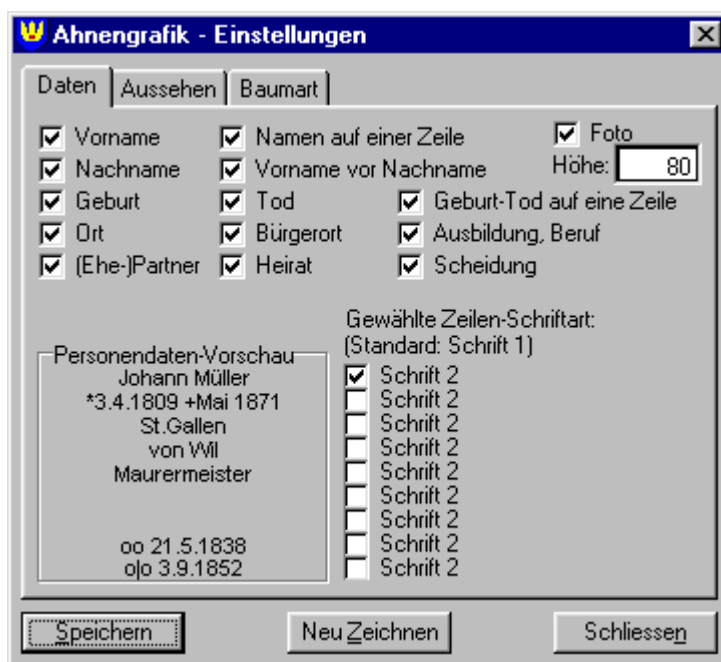 Ahnengrafik - Einstellungen
Daten Aussehen Baumart
Vorname Namen auf einer Zeile Foto
Nachname Vorname vor Nachname Höhe: 80
Geburt Tod Geburt-Tod auf eine Zeile
Ort Bürgerort Ausbildung, Beruf
(Ehe-)Partner Heirat Scheidung
Gewählte Zeilen-Schriftart:
(Standard: Schrift 1)
Personendaten-Vorschau
Johann Müller
*3.4.1809 +Mai 1871
St.Gallen
von Wil
Maurermeister
oo 21.5.1838
o|o 3.9.1852
Schrift 2
Schrift 2
Schrift 2
Schrift 2
Schrift 2
Schrift 2
Schrift 2
Schrift 2
Schrift 2
Speichern Neu Zeichnen Schliessen